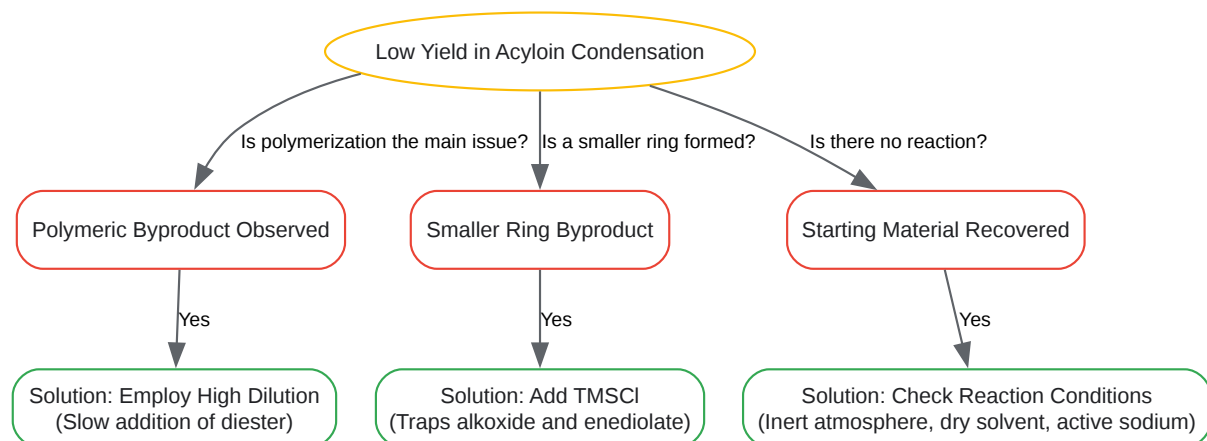 Low Yield in Acyloin Condensation
Is polymerization the main issue?
Is a smaller ring formed?
Is there no reaction?
Polymeric Byproduct Observed
Smaller Ring Byproduct
Starting Material Recovered
Yes
Yes
Yes
Solution: Employ High Dilution
(Slow addition of diester)
Solution: Add TMSCl
(Traps alkoxide and enediolate)
Solution: Check Reaction Conditions
(Inert atmosphere, dry solvent, active sodium)